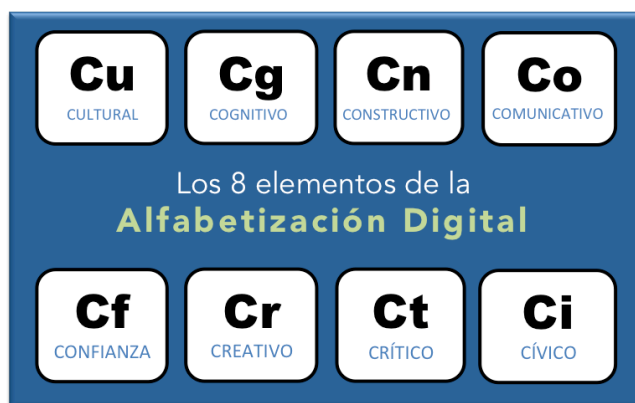 Cu Cg Cn Co
CULTURAL COGNITIVO CONSTRUCTIVO COMUNICATIVO
Los 8 elementos de la
Alfabetización Digital
Cf Cr Ct Ci
CONFIANZA CREATIVO CRÍTICO CÍVICO